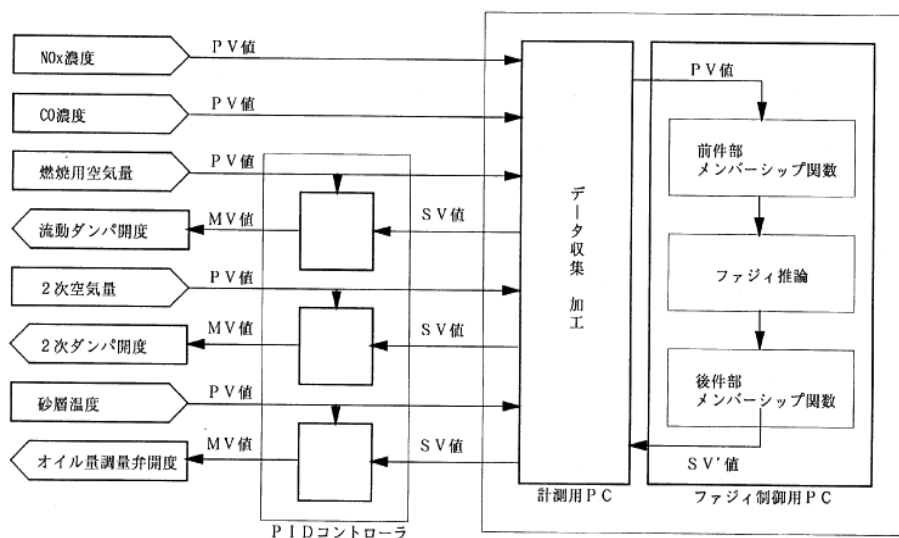 NOx濃度
PV値
CO濃度
PV値
燃焼用空気量
PV値
流動ダンパ開度
MV値
SV値
2次空気量
PV値
2次ダンパ開度
MV値
SV値
砂層温度
PV値
オイル量調量弁開度
MV値
SV値
PIDコントローラ
データ収集 加工
計測用PC
PV値
前件部
メンバーシップ関数
ファジィ推論
後件部
メンバーシップ関数
SV'値
ファジィ制御用PC